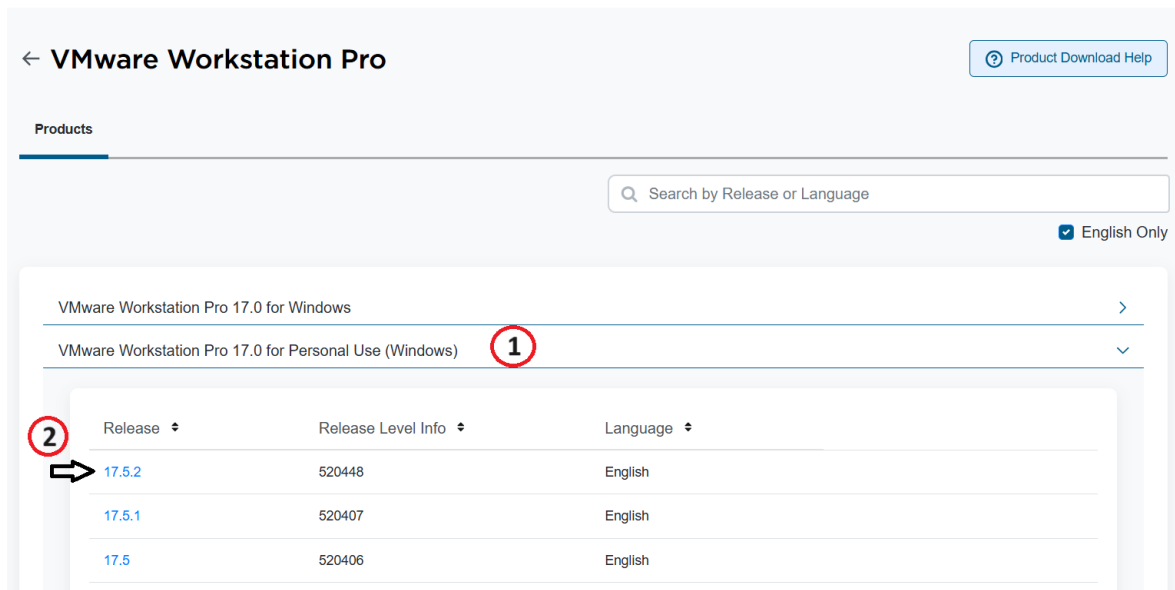 VMware Workstation Pro
Product Download Help
Products
Search by Release or Language
English Only
VMware Workstation Pro 17.0 for Windows
VMware Workstation Pro 17.0 for Personal Use (Windows) 1
2 Release Release Level Info Language
17.5.2 520448 English
17.5.1 520407 English
17.5 520406 English